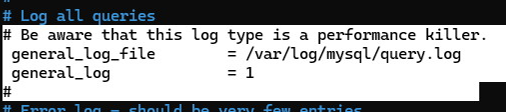 #
# Log all queries
# Be aware that this log type is a performance killer.
general_log_file        = /var/log/mysql/query.log
general_log             = 1
#
# Error log - should be very few entries